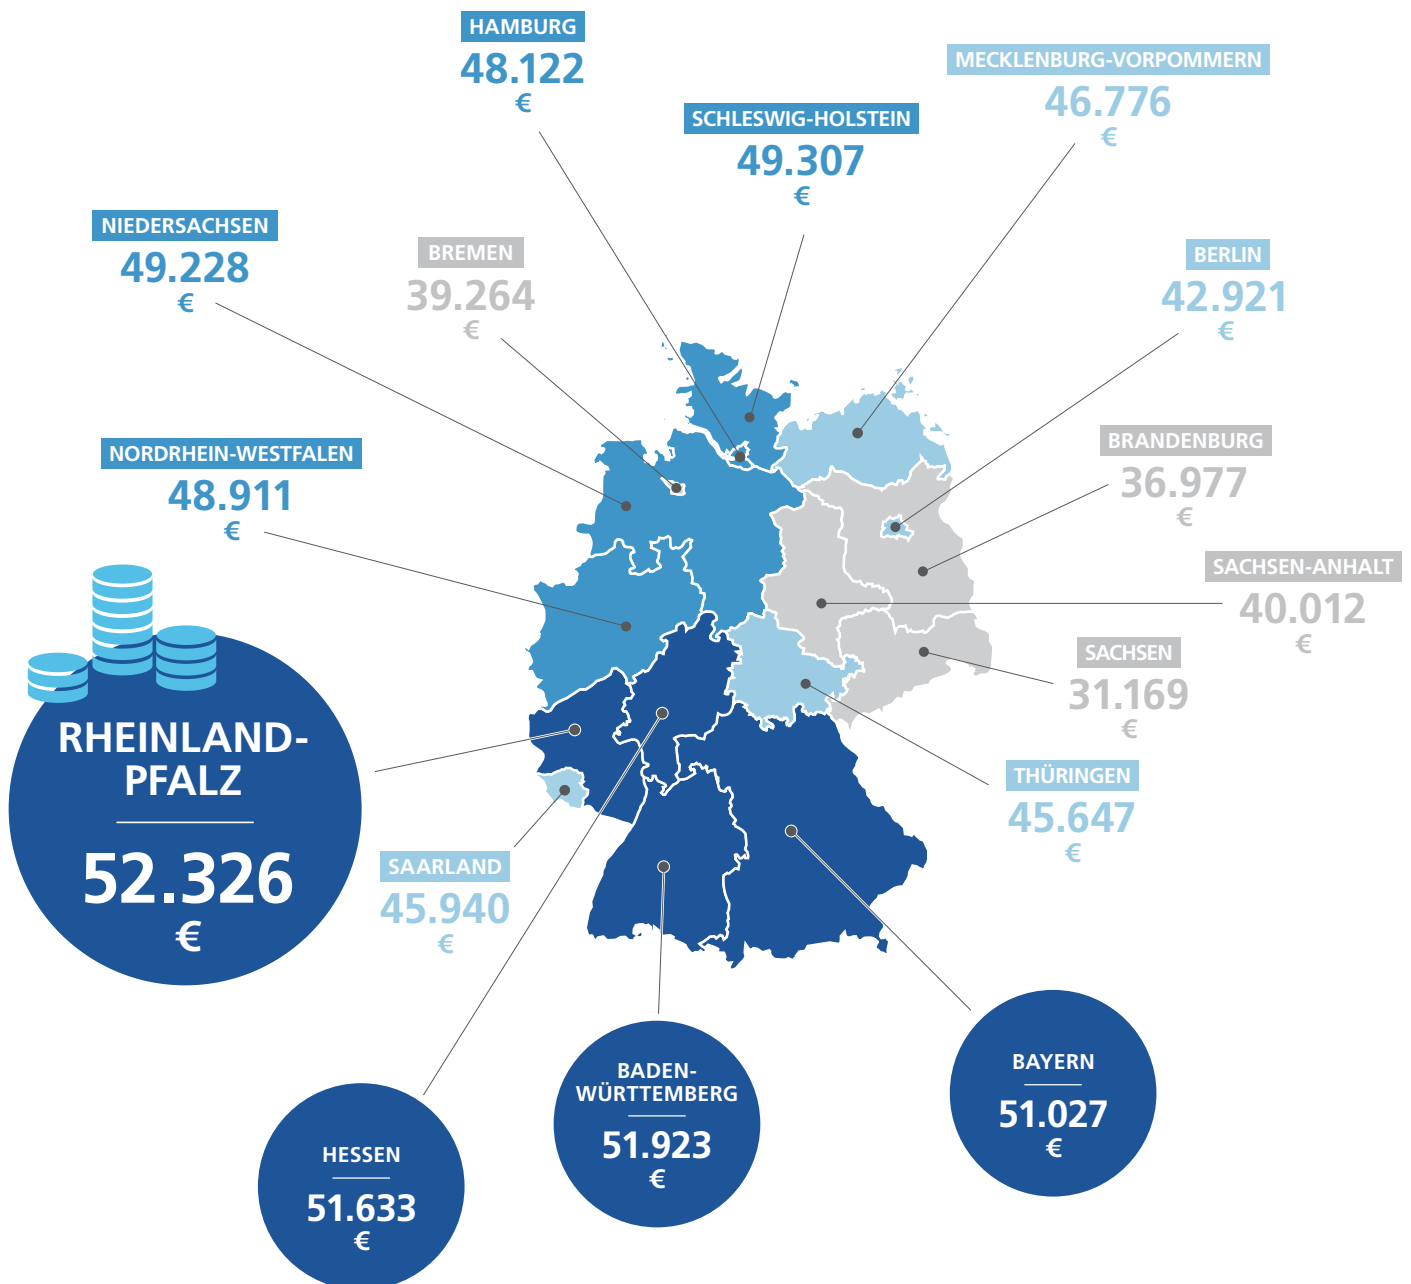 HAMBURG
48.122
€
MECKLENBURG-VORPOMMERN
46.776
€
SCHLESWIG-HOLSTEIN
49.307
€
NIEDERSACHSEN
49.228
€
BREMEN
39.264
€
BERLIN
42.921
€
NORDRHEIN-WESTFALEN
48.911
€
BRANDENBURG
36.977
€
SACHSEN-ANHALT
40.012
€
SACHSEN
31.169
€
RHEINLAND-
PFALZ
52.326
€
THÜRINGEN
45.647
€
SAARLAND
45.940
€
BAYERN
51.027
€
BADEN-
WÜRTTEMBERG
51.923
€
HESSEN
51.633
€